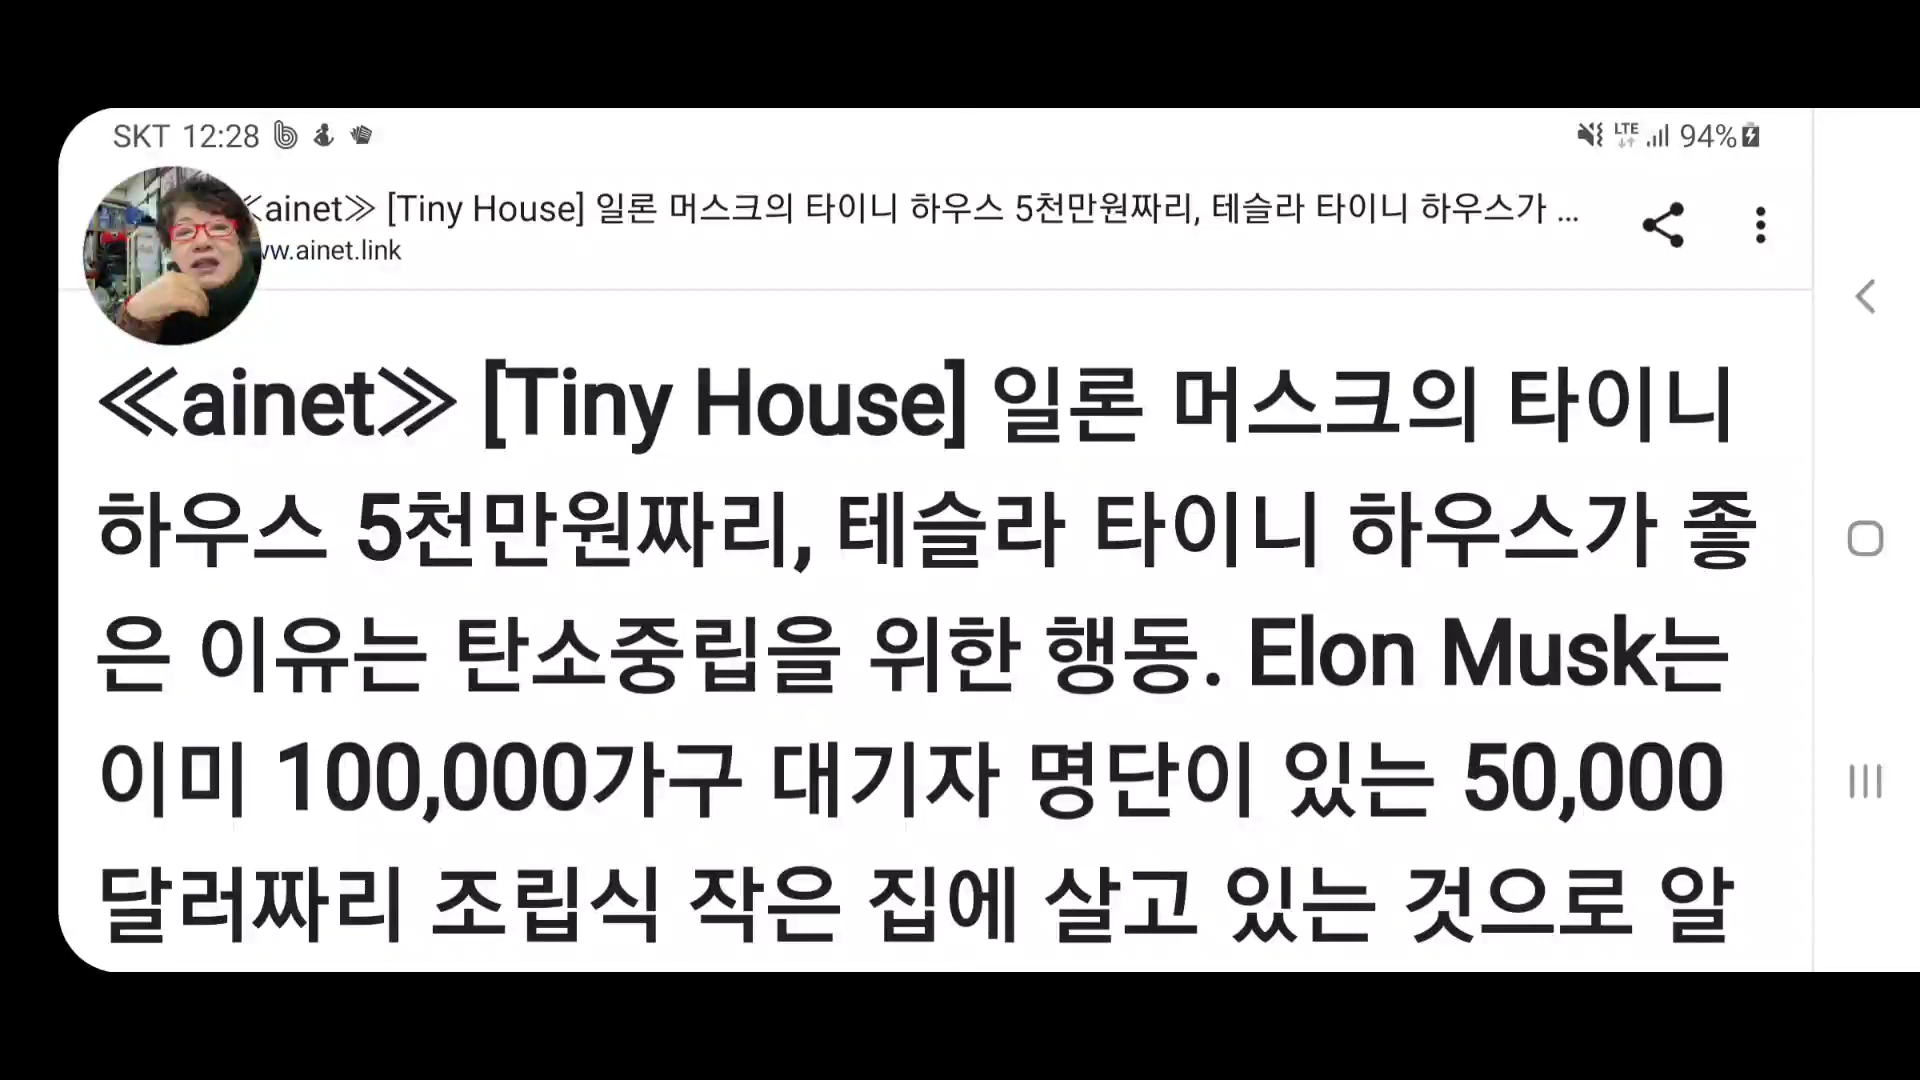 SKT 12:28
LTE 94%
≪ainet≫ [Tiny House] 일론 머스크의 타이니 하우스 5천만원짜리, 테슬라 타이니 하우스가 ...
ww.ainet.link
≪ainet≫ [Tiny House] 일론 머스크의 타이니
하우스 5천만원짜리, 테슬라 타이니 하우스가 좋
은 이유는 탄소중립을 위한 행동. Elon Musk는
이미 100,000가구 대기자 명단이 있는 50,000
달러짜리 조립식 작은 집에 살고 있는 것으로 알